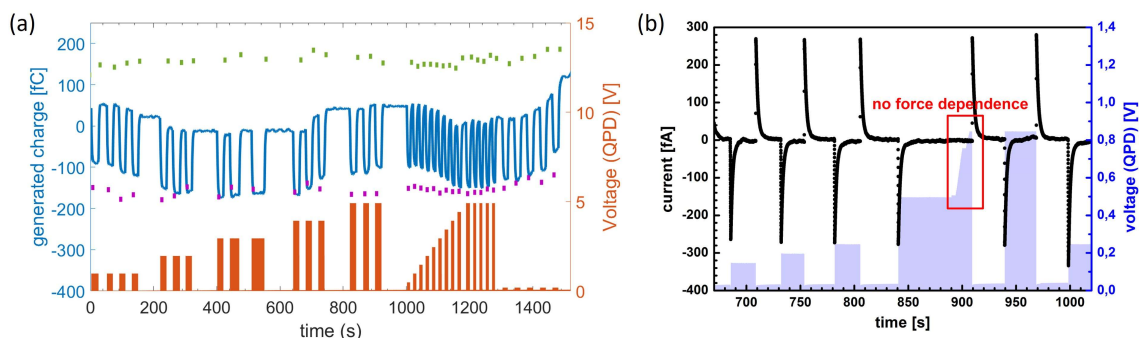 (a)
generated charge [fC]
200
100
0
-100
-200
-300
-400
15
10
5
0
Voltage (QPD) [V]
0 200 400 600 800 1000 1200 1400
time (s)
(b)
current [fA]
300
200
100
0
-100
-200
-300
-400
no force dependence
1,4
1,2
1,0
0,8
0,6
0,4
0,2
0,0
voltage (QPD) [V]
700 750 800 850 900 950 1000
time [s]